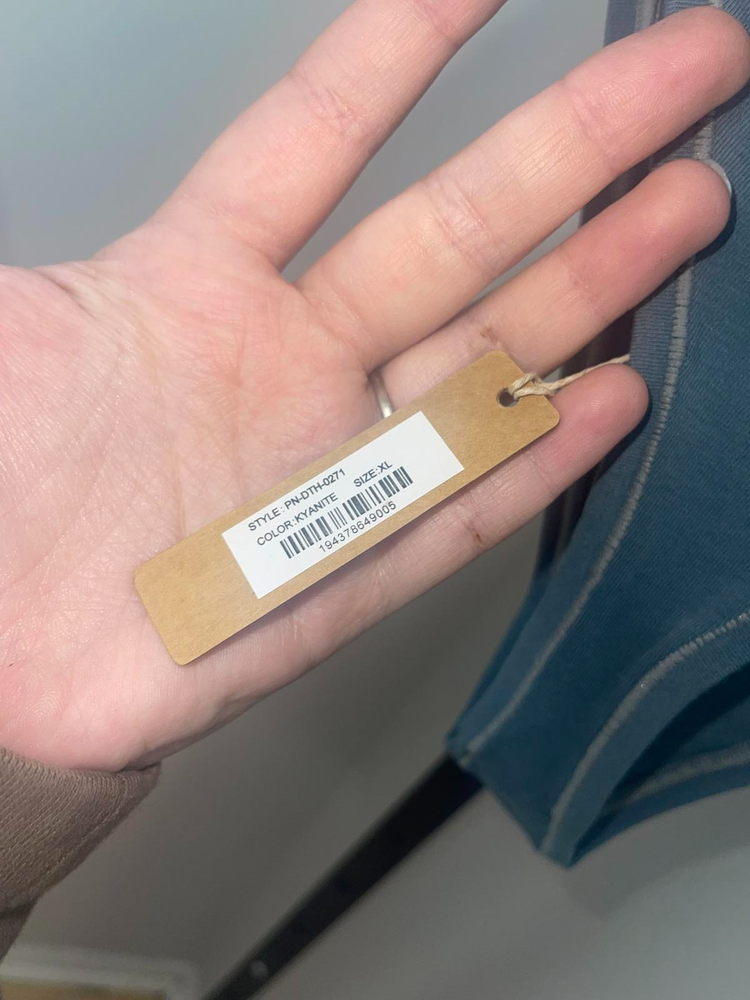 STYLE: PN-DTH-0271
COLOR:KYANITE SIZE:XL
194378649005